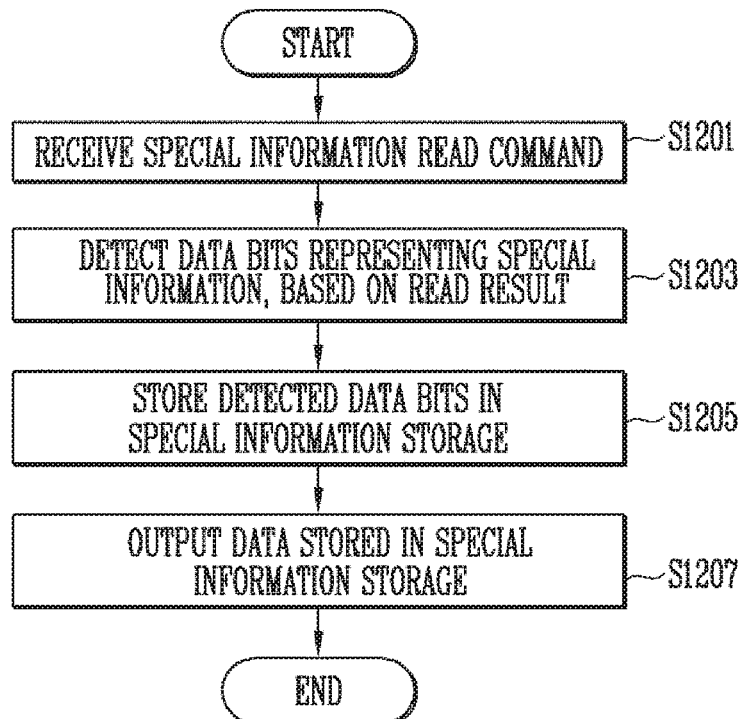 START
RECEIVE SPECIAL INFORMATION READ COMMAND
S1201
DETECT DATA BITS REPRESENTING SPECIAL
INFORMATION, BASED ON READ RESULT
S1203
STORE DETECTED DATA BITS IN
SPECIAL INFORMATION STORAGE
S1205
OUTPUT DATA STORED IN SPECIAL
INFORMATION STORAGE
S1207
END